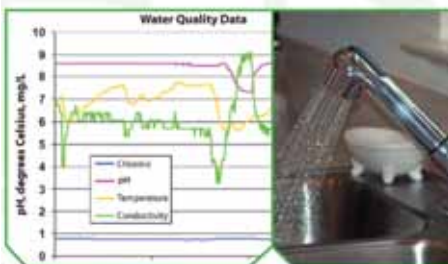 Water Quality Data
pH, degrees Celsius, mg/L
10
9
8
7
6
5
4
3
2
1
0
Chlorine
pH
Temperature
Conductivity